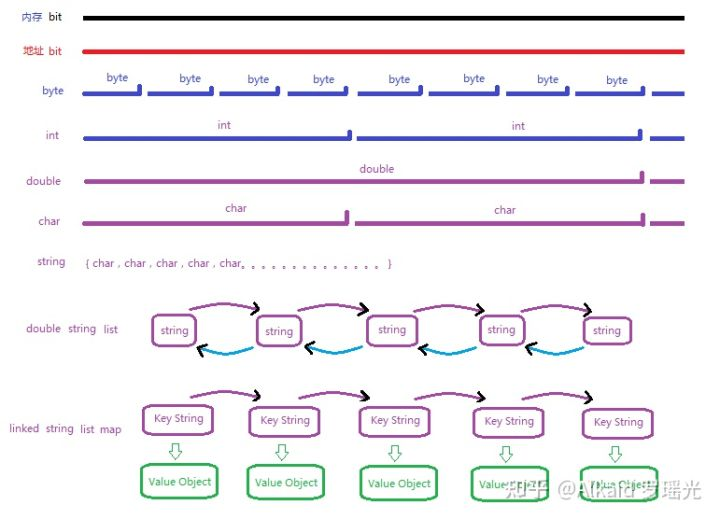 内存 bit
地址 bit
byte byte byte byte byte byte byte byte
byte
int int
int
double
double
char char
char
string { char , char , char , char , char 。。。。。。。。。。。。。。 }
double string list string string string string string
linked string list map Key String Key String Key String Key String Key String
Value Object Value Object Value Object Value Object Value Object
知乎 @Alkaid 罗瑶光